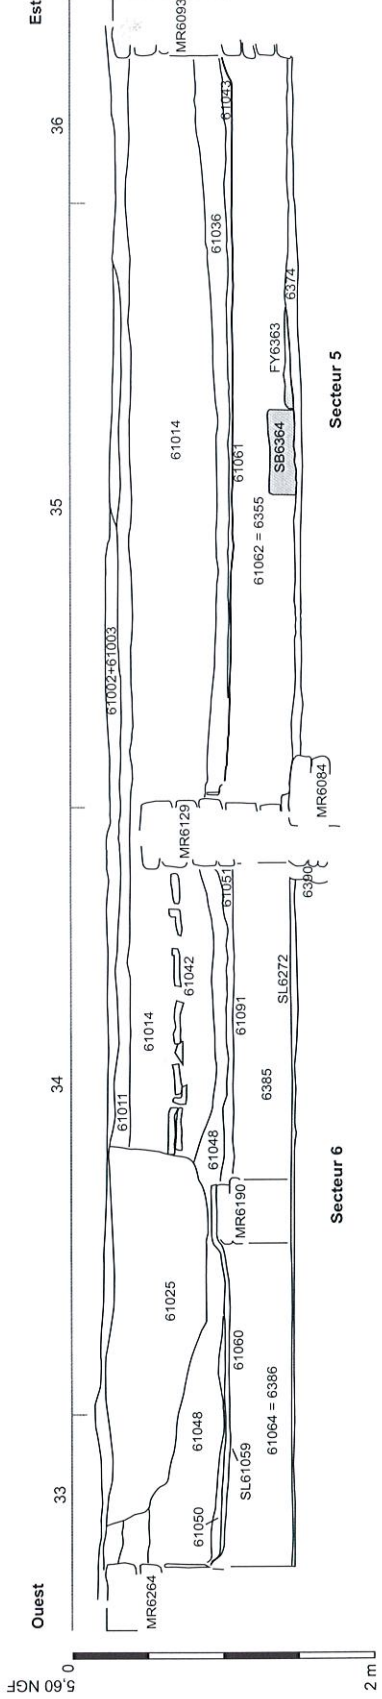 Ouest
Est
33
34
35
36
5,60 NGF
0
2 m
MR6264
61050
61048
61025
SL61059
61060
61064 = 6386
MR6190
61048
61011
61014
61042
61051
61091
6385
SL6272
6390
MR6129
MR6084
61002+61003
61014
61036
61043
61061
61062 = 6355
SB6364
FY6363
6374
MR6093
Secteur 6
Secteur 5